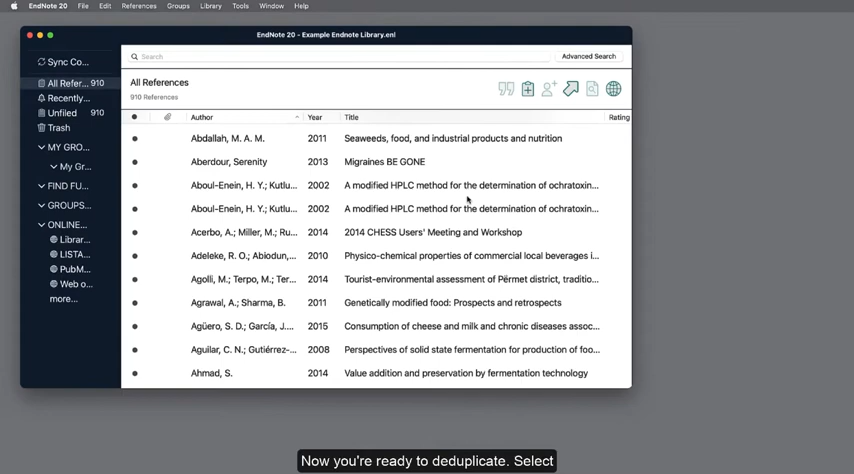 EndNote 20 File Edit References Groups Library Tools Window Help
EndNote 20 - Example Endnote Library.enl
Sync Co...
All Refer... 910
Recently...
Unfiled 910
Trash
MY GRO...
My Gr...
FIND FU...
GROUPS...
ONLINE...
Librar...
LISTA...
PubM...
Web o...
more...
Search Advanced Search
All References
910 References
Author Year Title Rating
Abdallah, M. A. M. 2011 Seaweeds, food, and industrial products and nutrition
Aberdour, Serenity 2013 Migraines BE GONE
Aboul-Enein, H. Y.; Kutlu... 2002 A modified HPLC method for the determination of ochratoxin...
Aboul-Enein, H. Y.; Kutlu... 2002 A modified HPLC method for the determination of ochratoxin...
Acerbo, A.; Miller, M.; Ru... 2014 2014 CHESS Users' Meeting and Workshop
Adeleke, R. O.; Abiodun,... 2010 Physico-chemical properties of commercial local beverages i...
Agolli, M.; Terpo, M.; Ter... 2014 Tourist-environmental assessment of Përmet district, traditio...
Agrawal, A.; Sharma, B. 2011 Genetically modified food: Prospects and retrospects
Agüero, S. D.; García, J.... 2015 Consumption of cheese and milk and chronic diseases assoc...
Aguilar, C. N.; Gutiérrez-... 2008 Perspectives of solid state fermentation for production of foo...
Ahmad, S. 2014 Value addition and preservation by fermentation technology
Now you're ready to deduplicate. Select